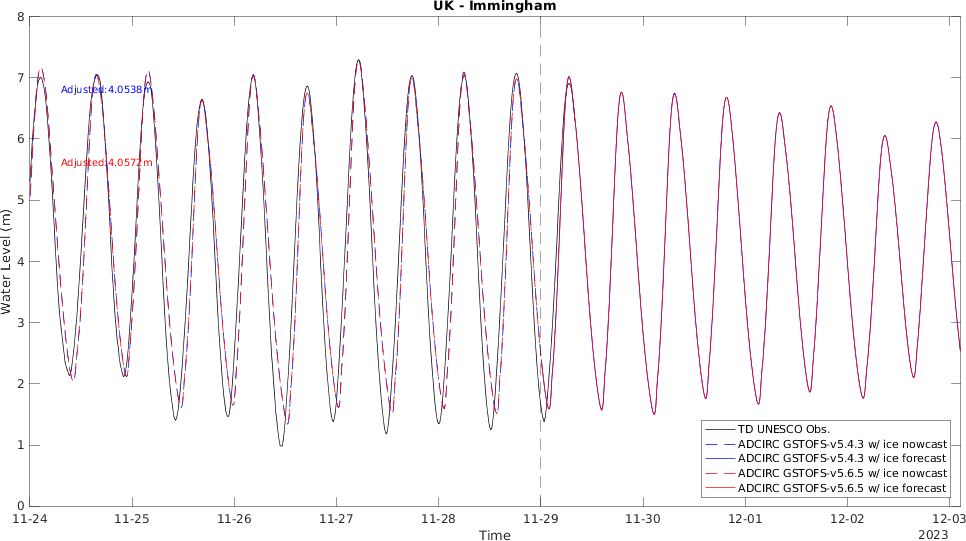 UK - Immingham
8
7
6
5
4
3
2
1
0
Water Level (m)
Adjusted:4.0538m
Adjusted:4.0572m
TD UNESCO Obs.
ADCIRC GSTOFS-v5.4.3 w/ ice nowcast
ADCIRC GSTOFS-v5.4.3 w/ ice forecast
ADCIRC GSTOFS-v5.6.5 w/ ice nowcast
ADCIRC GSTOFS-v5.6.5 w/ ice forecast
11-24 11-25 11-26 11-27 11-28 11-29 11-30 12-01 12-02 12-03
Time
2023